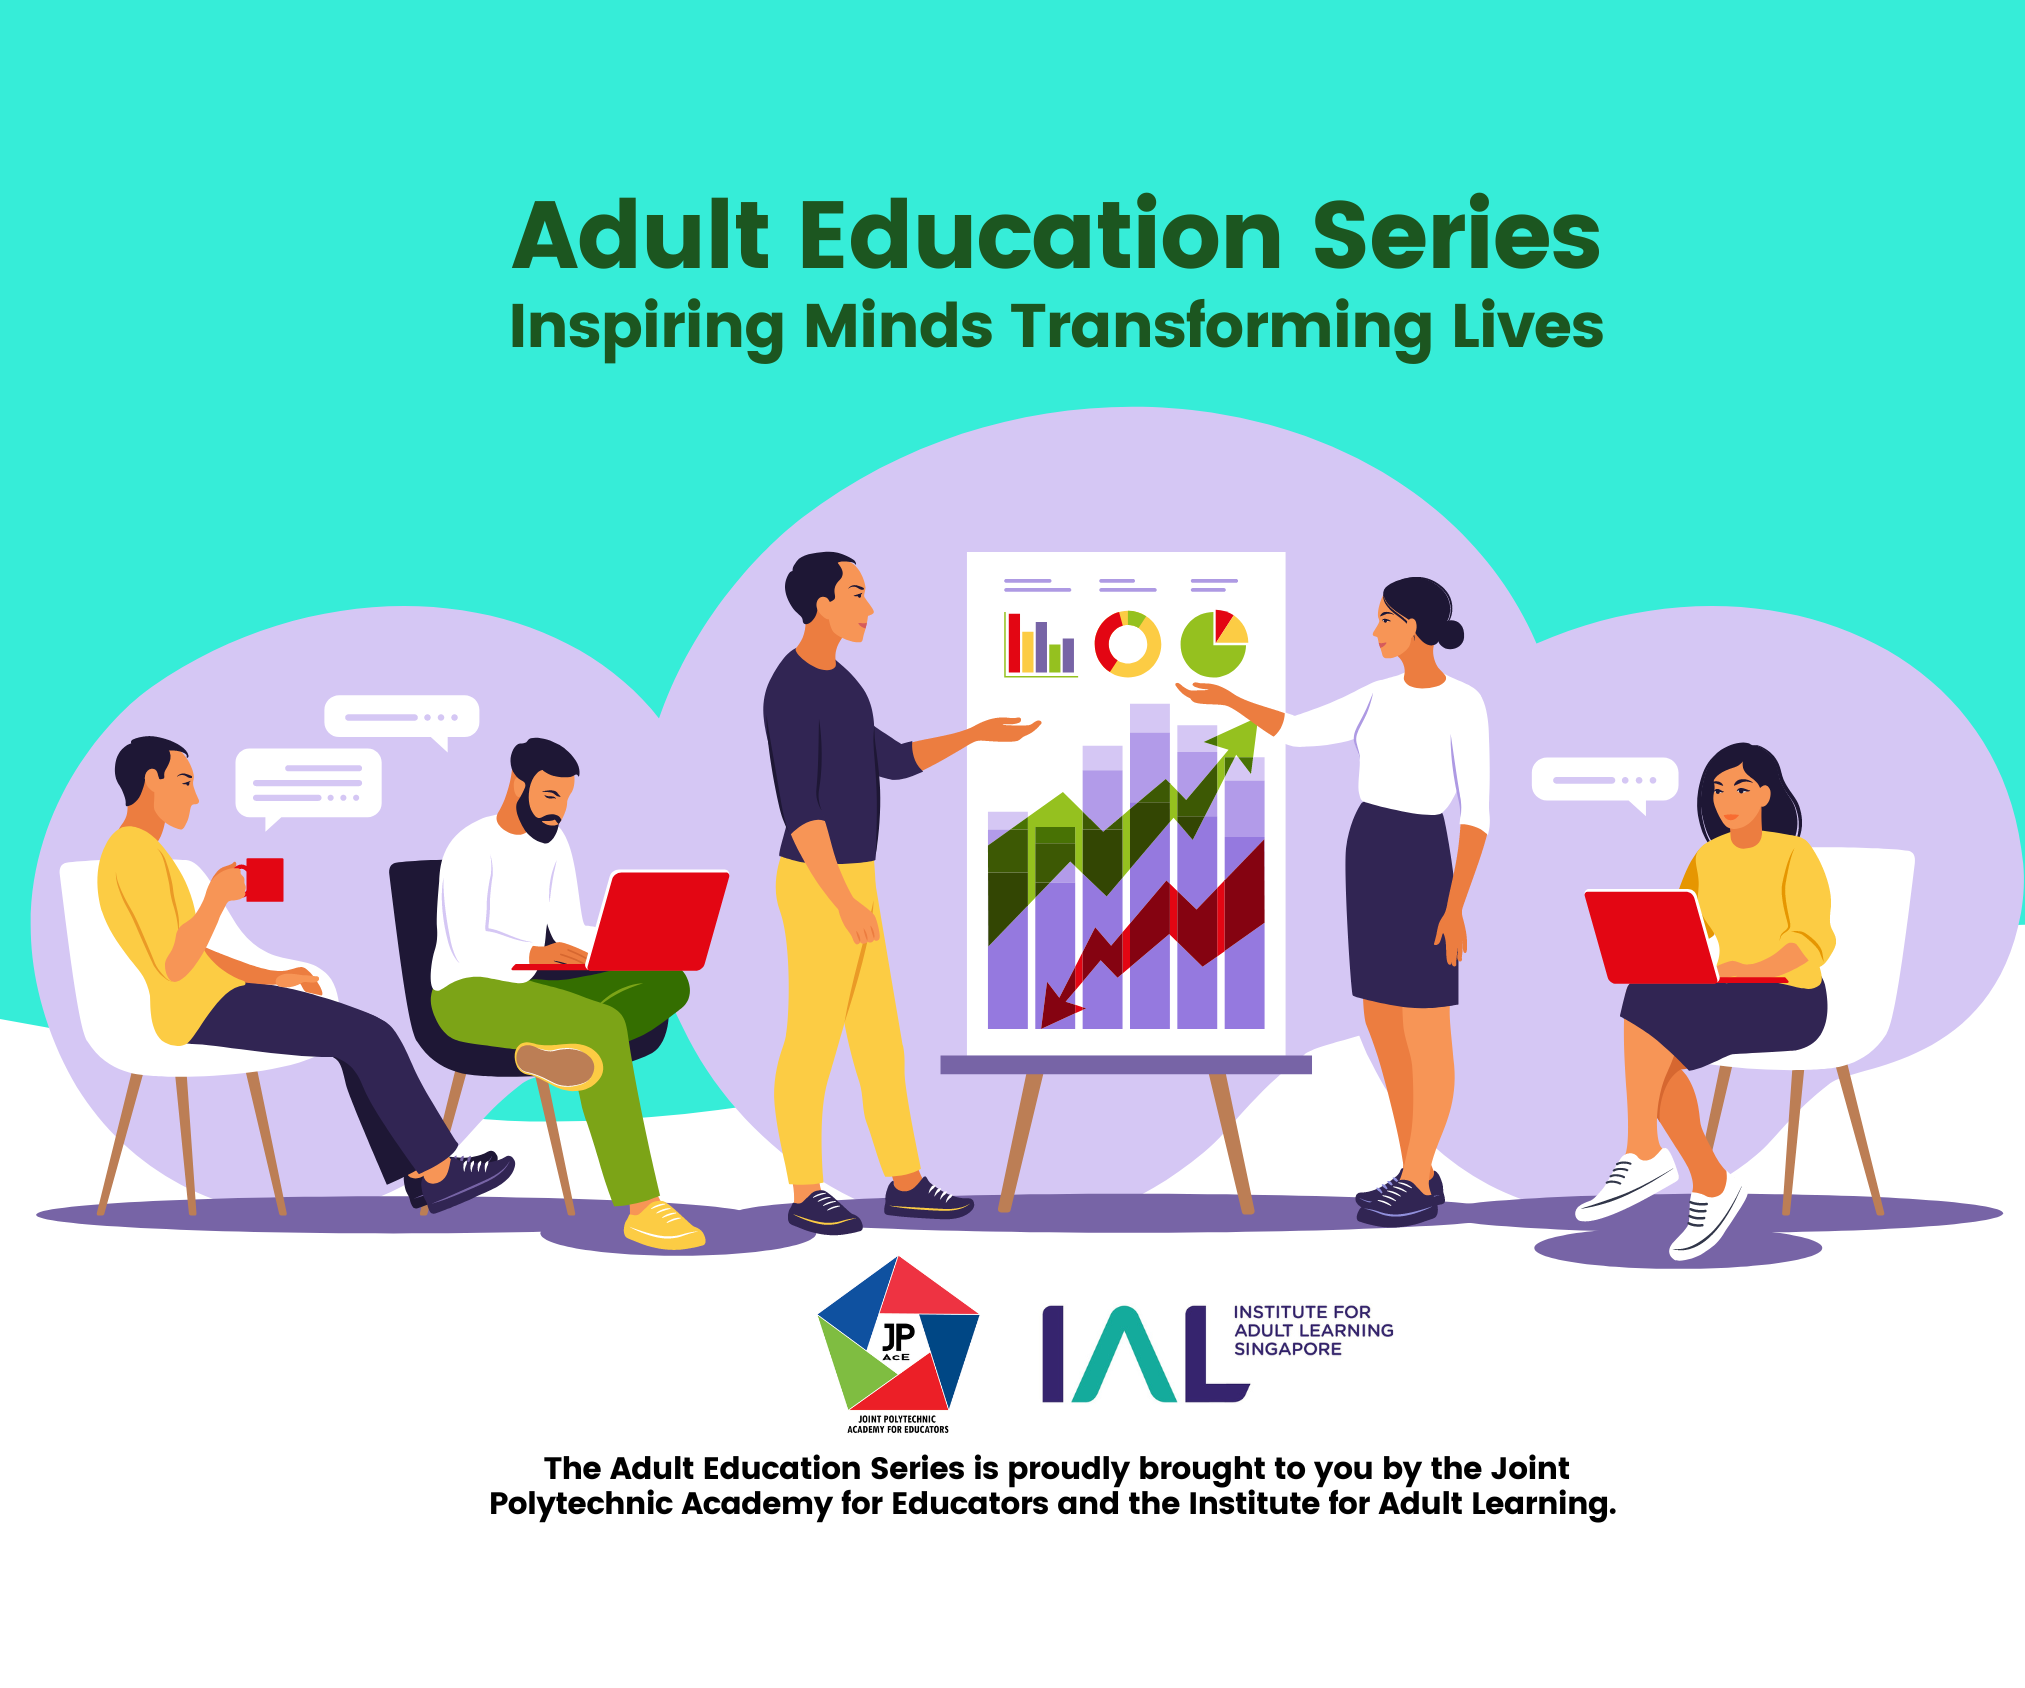 Adult Education Series
Inspiring Minds Transforming Lives
JP
AcE
JOINT POLYTECHNIC
ACADEMY FOR EDUCATORS
IAL
INSTITUTE FOR
ADULT LEARNING
SINGAPORE
The Adult Education Series is proudly brought to you by the Joint
Polytechnic Academy for Educators and the Institute for Adult Learning.